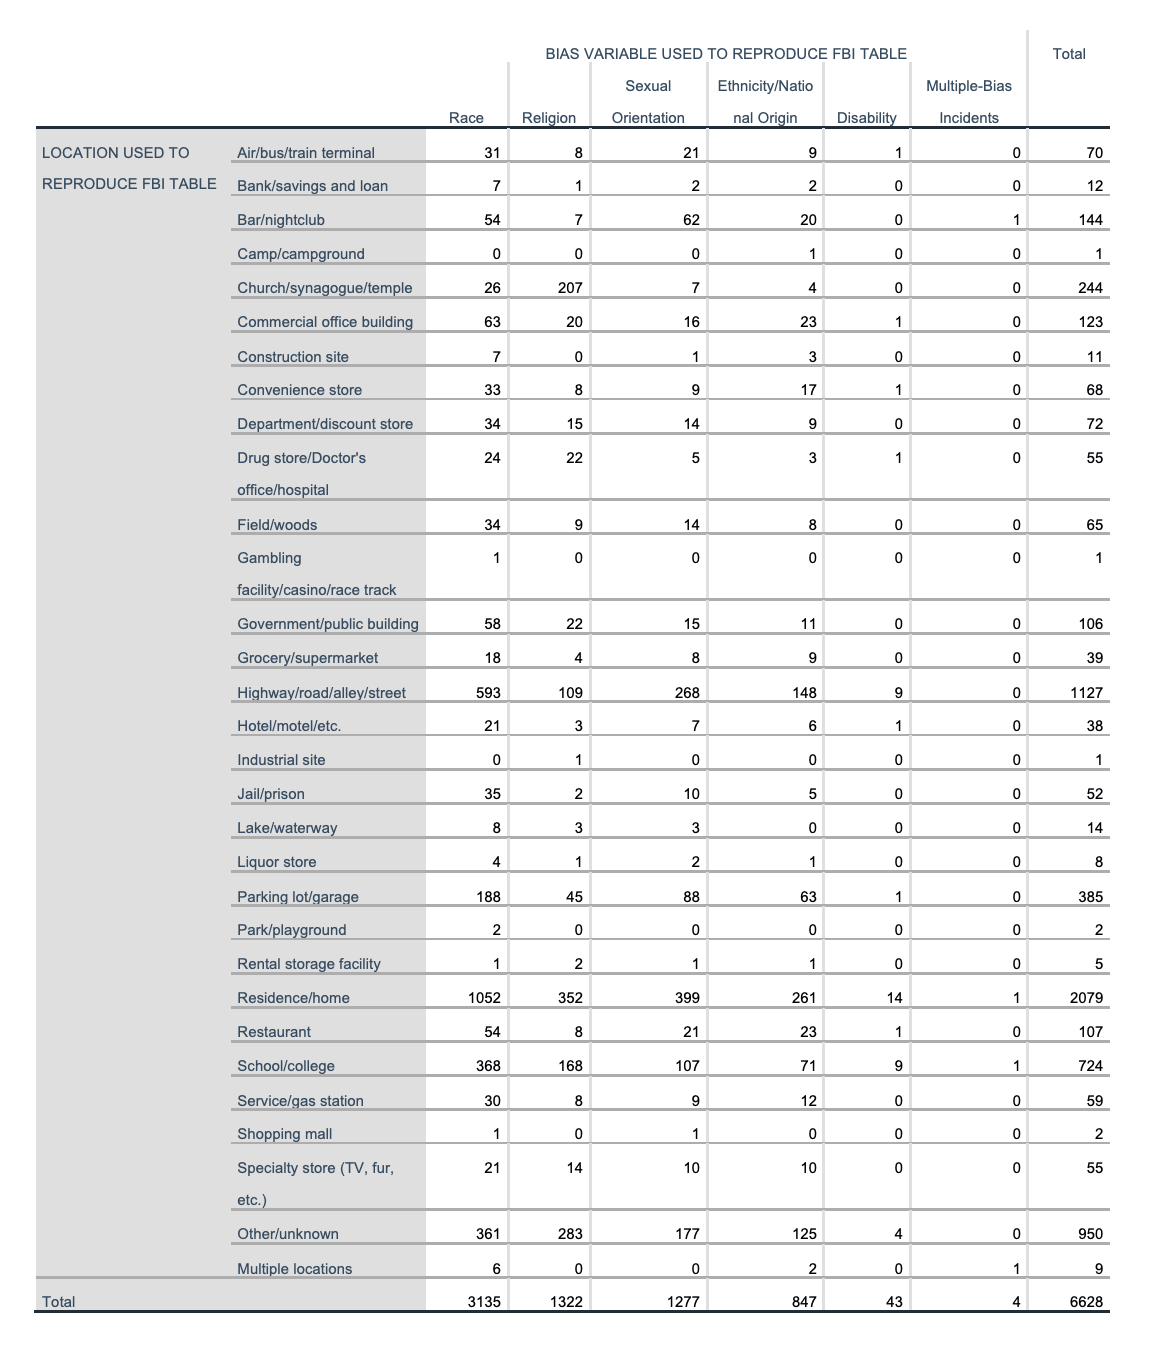 BIAS VARIABLE USED TO REPRODUCE FBI TABLE Total
Sexual Ethnicity/Natio Multiple-Bias
Race Religion Orientation nal Origin Disability Incidents
LOCATION USED TO Air/bus/train terminal 31 8 21 9 1 0 70
REPRODUCE FBI TABLE Bank/savings and loan 7 1 2 2 0 0 12
Bar/nightclub 54 7 62 20 0 1 144
Camp/campground 0 0 0 1 0 0 1
Church/synagogue/temple 26 207 7 4 0 0 244
Commercial office building 63 20 16 23 1 0 123
Construction site 7 0 1 3 0 0 11
Convenience store 33 8 9 17 1 0 68
Department/discount store 34 15 14 9 0 0 72
Drug store/Doctor's 24 22 5 3 1 0 55
office/hospital
Field/woods 34 9 14 8 0 0 65
Gambling 1 0 0 0 0 0 1
facility/casino/race track
Government/public building 58 22 15 11 0 0 106
Grocery/supermarket 18 4 8 9 0 0 39
Highway/road/alley/street 593 109 268 148 9 0 1127
Hotel/motel/etc. 21 3 7 6 1 0 38
Industrial site 0 1 0 0 0 0 1
Jail/prison 35 2 10 5 0 0 52
Lake/waterway 8 3 3 0 0 0 14
Liquor store 4 1 2 1 0 0 8
Parking lot/garage 188 45 88 63 1 0 385
Park/playground 2 0 0 0 0 0 2
Rental storage facility 1 2 1 1 0 0 5
Residence/home 1052 352 399 261 14 1 2079
Restaurant 54 8 21 23 1 0 107
School/college 368 168 107 71 9 1 724
Service/gas station 30 8 9 12 0 0 59
Shopping mall 1 0 1 0 0 0 2
Specialty store (TV, fur, 21 14 10 10 0 0 55
etc.)
Other/unknown 361 283 177 125 4 0 950
Multiple locations 6 0 0 2 0 1 9
Total 3135 1322 1277 847 43 4 6628